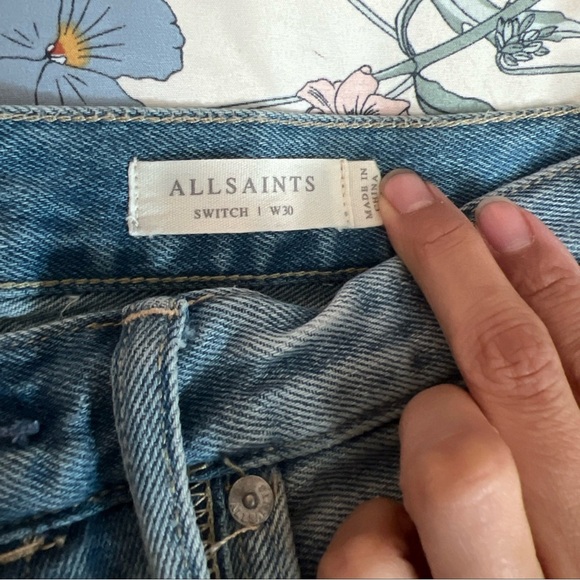 ALLSAINTS
SWITCH | W30
MADE IN
CHINA